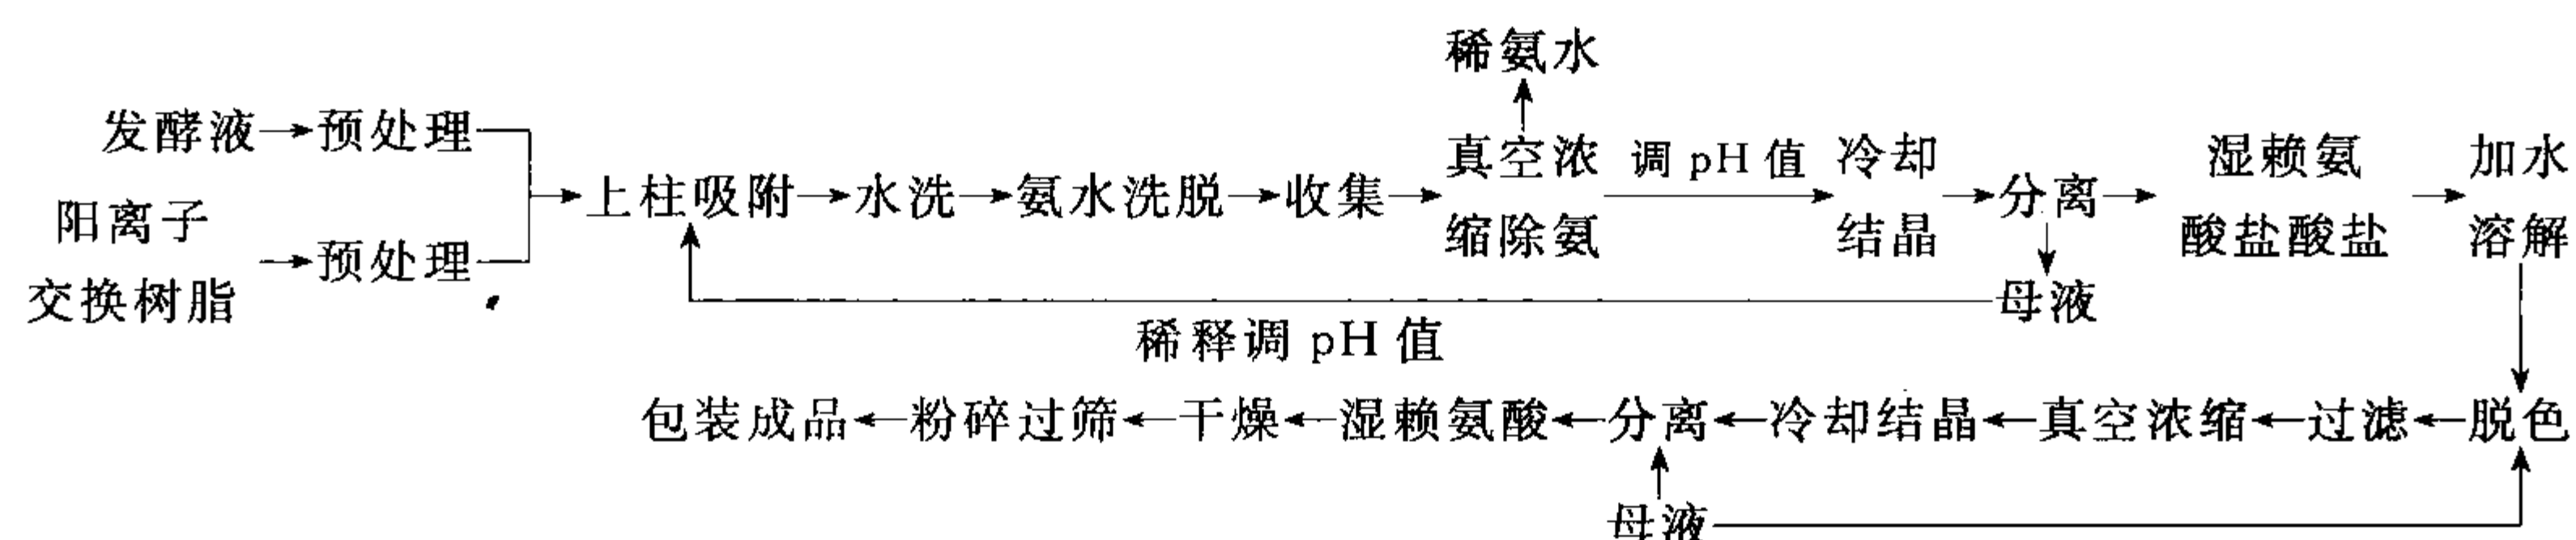 稀氨水
发酵液→预处理
阳离子
交换树脂
→预处理
上柱吸附→水洗→氨水洗脱→收集→
真空浓
缩除氨
调 pH 值
冷却
结晶
→分离→
湿赖氨
酸盐酸盐
加水
溶解
母液
稀释调 pH 值
包装成品←粉碎过筛←干燥←湿赖氨酸←分离←冷却结晶←真空浓缩←过滤←脱色
母液